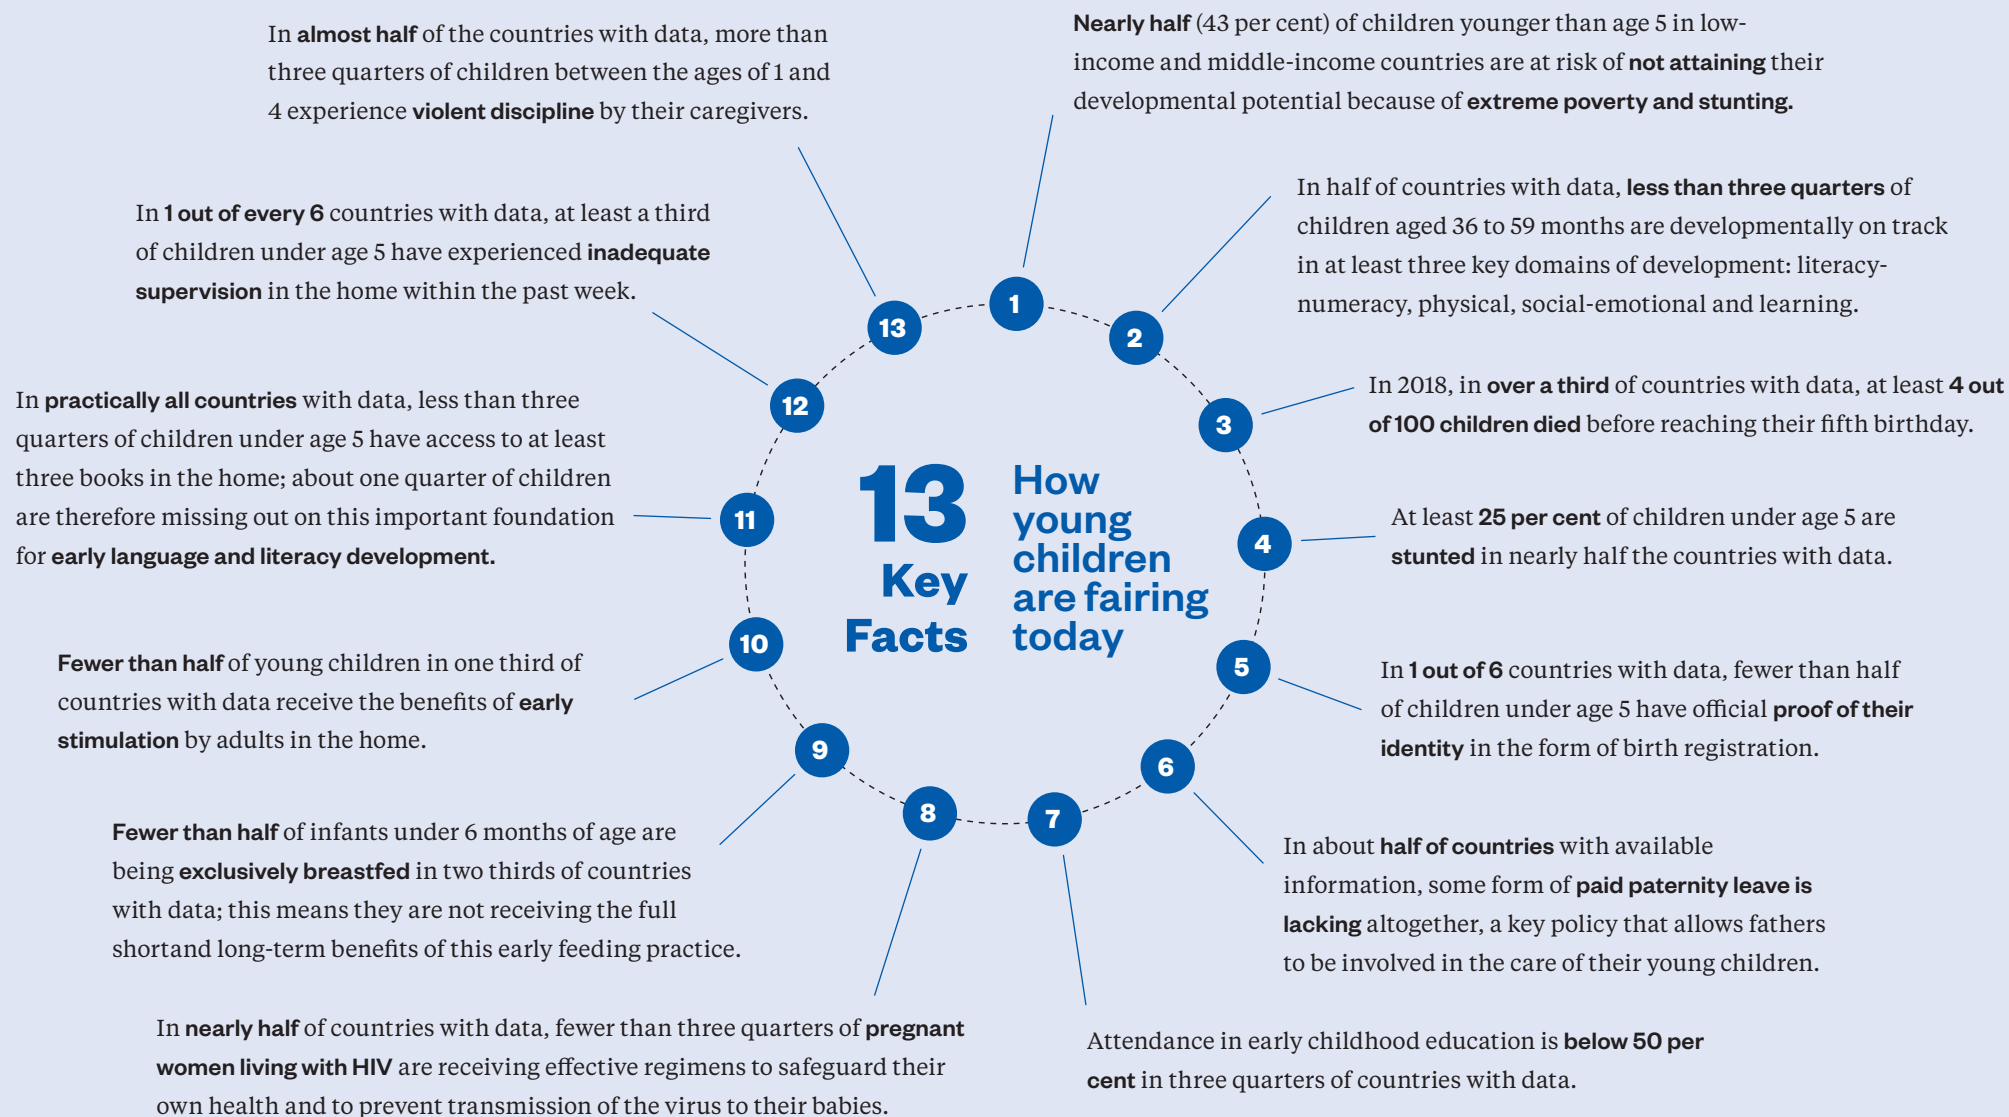 13
Key
Facts
How
young
children
are fairing
today
1
Nearly half (43 per cent) of children younger than age 5 in low-
income and middle-income countries are at risk of not attaining their
developmental potential because of extreme poverty and stunting.
2
In half of countries with data, less than three quarters of
children aged 36 to 59 months are developmentally on track
in at least three key domains of development: literacy-
numeracy, physical, social-emotional and learning.
3
In 2018, in over a third of countries with data, at least 4 out
of 100 children died before reaching their fifth birthday.
4
At least 25 per cent of children under age 5 are
stunted in nearly half the countries with data.
5
In 1 out of 6 countries with data, fewer than half
of children under age 5 have official proof of their
identity in the form of birth registration.
6
In about half of countries with available
information, some form of paid paternity leave is
lacking altogether, a key policy that allows fathers
to be involved in the care of their young children.
7
Attendance in early childhood education is below 50 per
cent in three quarters of countries with data.
8
In nearly half of countries with data, fewer than three quarters of pregnant
women living with HIV are receiving effective regimens to safeguard their
own health and to prevent transmission of the virus to their babies.
9
Fewer than half of infants under 6 months of age are
being exclusively breastfed in two thirds of countries
with data; this means they are not receiving the full
shortand long-term benefits of this early feeding practice.
10
Fewer than half of young children in one third of
countries with data receive the benefits of early
stimulation by adults in the home.
11
In practically all countries with data, less than three
quarters of children under age 5 have access to at least
three books in the home; about one quarter of children
are therefore missing out on this important foundation
for early language and literacy development.
12
In 1 out of every 6 countries with data, at least a third
of children under age 5 have experienced inadequate
supervision in the home within the past week.
13
In almost half of the countries with data, more than
three quarters of children between the ages of 1 and
4 experience violent discipline by their caregivers.